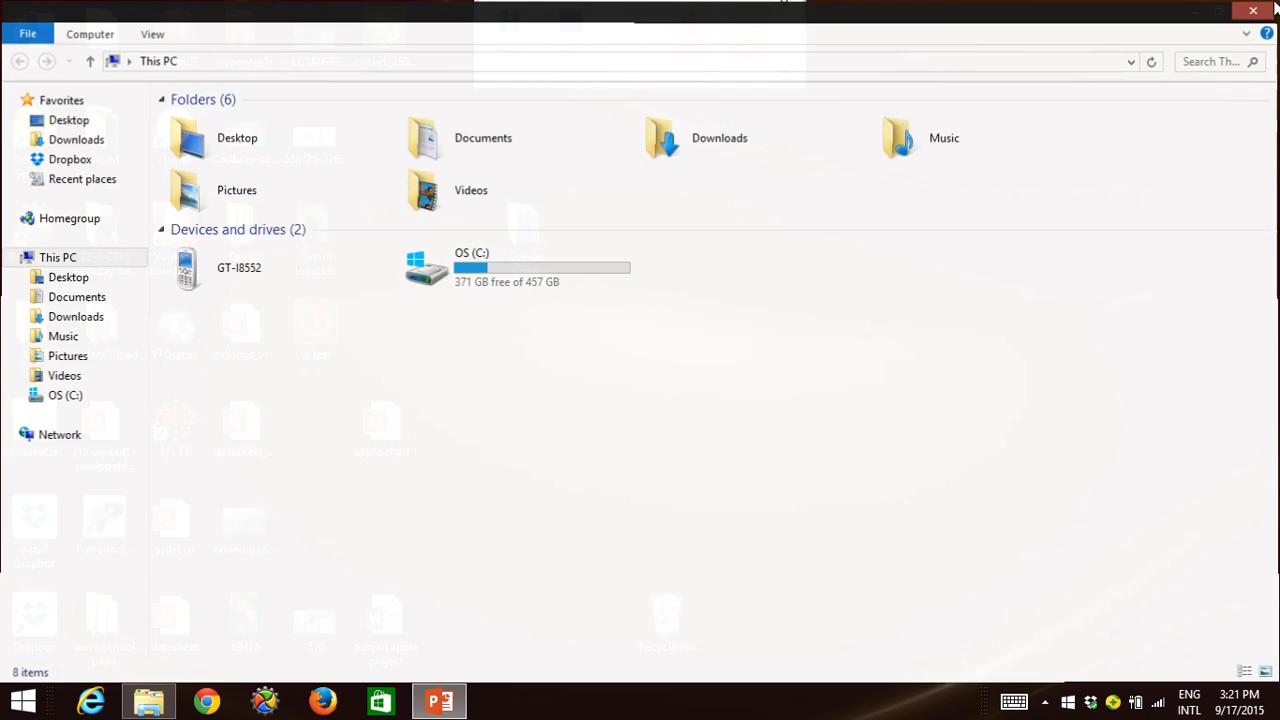 File Computer View
This PC Search Th...
Favorites
Desktop
Downloads
Dropbox
Recent places
Homegroup
This PC
Desktop
Documents
Downloads
Music
Pictures
Videos
OS (C:)
Network
Folders (6)
Desktop Documents Downloads Music
Pictures Videos
Devices and drives (2)
GT-I8552
OS (C:)
371 GB free of 457 GB
8 items
ENG 3:21 PM
INTL 9/17/2015